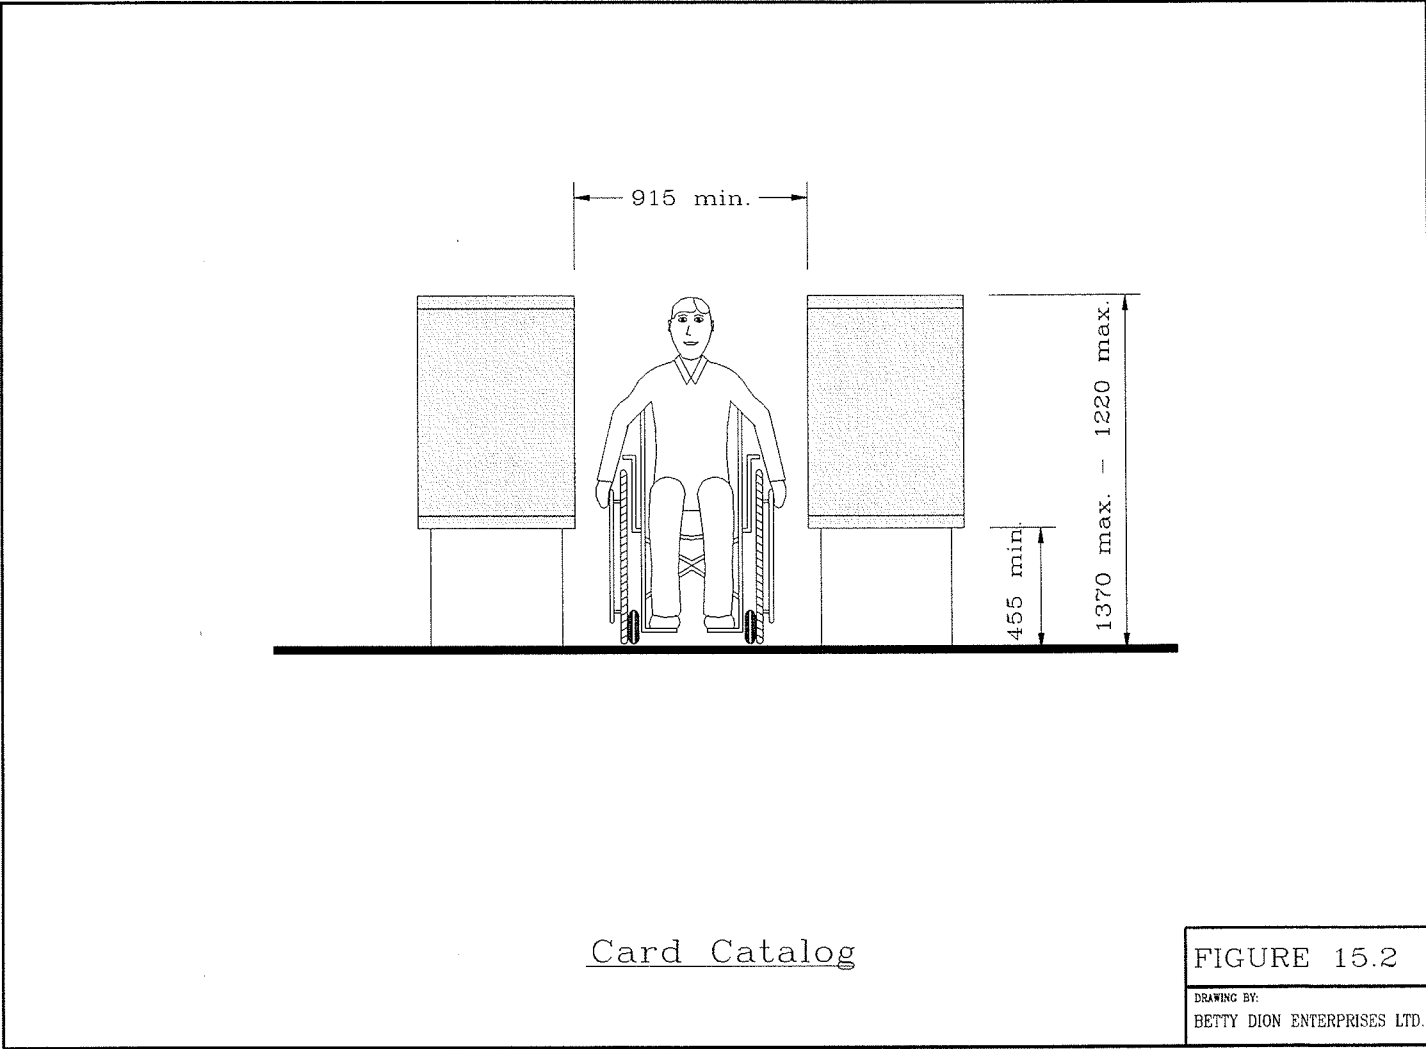 915 min.
455 min.
1370 max. - 1220 max.
Card Catalog
FIGURE 15.2
DRAWING BY:
BETTY DION ENTERPRISES LTD.